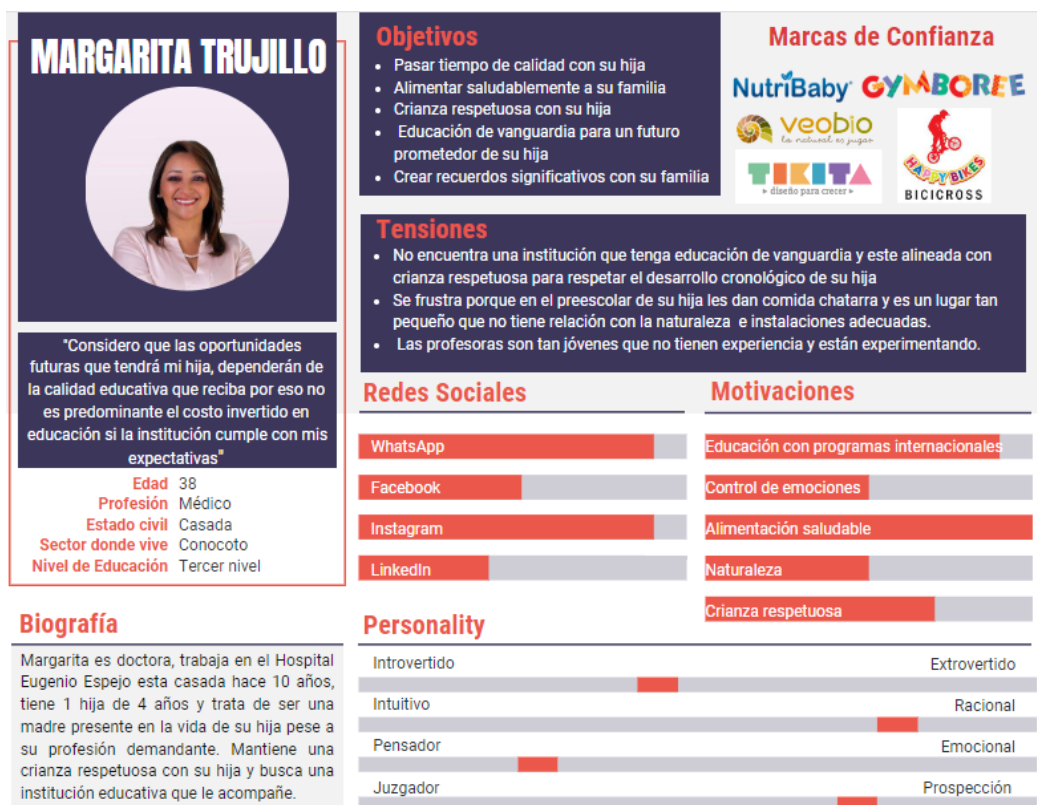 MARGARITA TRUJILLO
"Considero que las oportunidades
futuras que tendrá mi hija, dependerán de
la calidad educativa que reciba por eso no
es predominante el costo invertido en
educación si la institución cumple con mis
expectativas"
Edad 38
Profesión Médico
Estado civil Casada
Sector donde vive Conocoto
Nivel de Educación Tercer nivel
Biografía
Margarita es doctora, trabaja en el Hospital
Eugenio Espejo esta casada hace 10 años,
tiene 1 hija de 4 años y trata de ser una
madre presente en la vida de su hija pese a
su profesión demandante. Mantiene una
crianza respetuosa con su hija y busca una
institución educativa que le acompañe.
Objetivos
• Pasar tiempo de calidad con su hija
• Alimentar saludablemente a su familia
• Crianza respetuosa con su hija
• Educación de vanguardia para un futuro
prometedor de su hija
• Crear recuerdos significativos con su familia
Marcas de Confianza
NutriBaby GYMBOREE
veobio
lo natural es jugar
TIKITA
diseño para crecer
HAPPY BIKES
BICICROSS
Tensiones
• No encuentra una institución que tenga educación de vanguardia y este alineada con
crianza respetuosa para respetar el desarrollo cronológico de su hija
• Se frustra porque en el preescolar de su hija les dan comida chatarra y es un lugar tan
pequeño que no tiene relación con la naturaleza e instalaciones adecuadas.
• Las profesoras son tan jóvenes que no tienen experiencia y están experimentando.
Redes Sociales
WhatsApp
Facebook
Instagram
LinkedIn
Motivaciones
Educación con programas internacionales
Control de emociones
Alimentación saludable
Naturaleza
Crianza respetuosa
Personality
Introvertido Extrovertido
Intuitivo Racional
Pensador Emocional
Juzgador Prospección